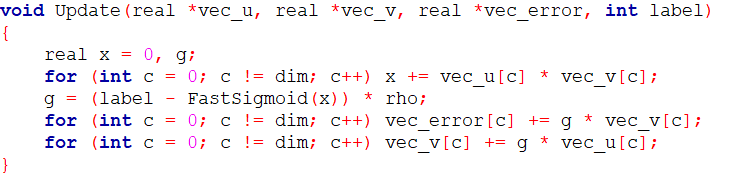 void Update(real *vec_u, real *vec_v, real *vec_error, int label)
{
    real x = 0, g;
    for (int c = 0; c != dim; c++) x += vec_u[c] * vec_v[c];
    g = (label - FastSigmoid(x)) * rho;
    for (int c = 0; c != dim; c++) vec_error[c] += g * vec_v[c];
    for (int c = 0; c != dim; c++) vec_v[c] += g * vec_u[c];
}